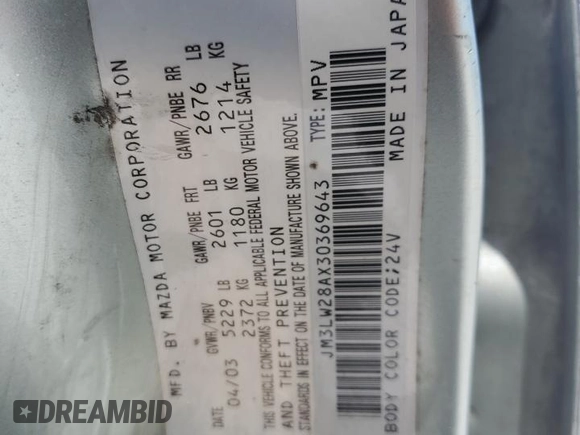 MFD. BY MAZDA MOTOR CORPORATION
GVWR/PNBV GAWR/PNBE FRT GAWR/PNBE RR
DATE 04/03 5229 LB 2601 LB 2676 LB
2372 KG 1180 KG 1214 KG
THIS VEHICLE CONFORMS TO ALL APPLICABLE FEDERAL MOTOR VEHICLE SAFETY
AND THEFT PREVENTION
STANDARDS IN EFFECT ON THE DATE OF MANUFACTURE SHOWN ABOVE.
JM3LW28AX30369643 * TYPE: MPV
BODY COLOR CODE;24V MADE IN JAPA
DREAMBID